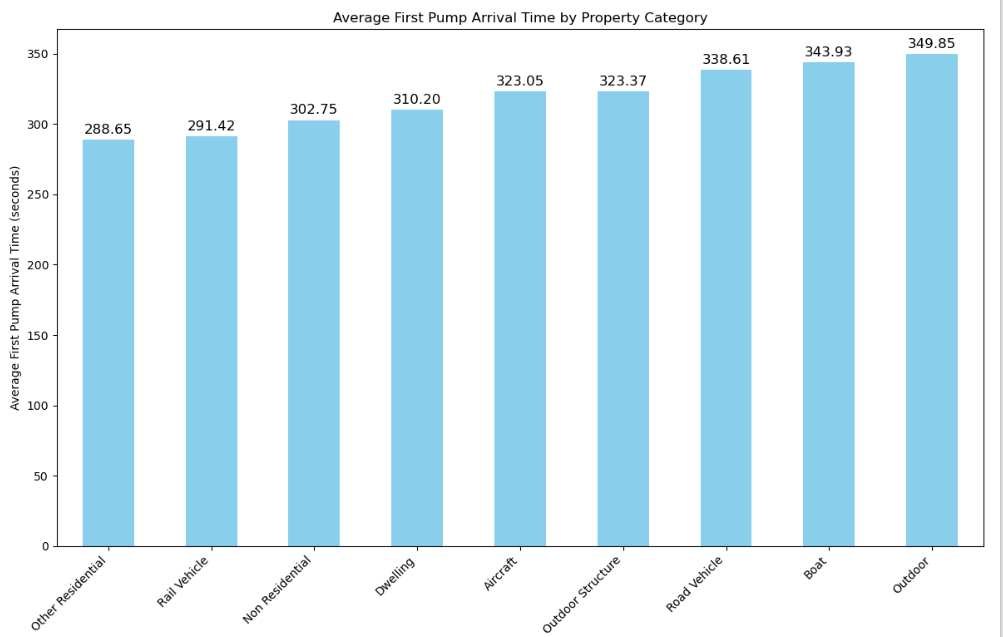 Average First Pump Arrival Time by Property Category
Average First Pump Arrival Time (seconds)
350
300
250
200
150
100
50
0
288.65
291.42
302.75
310.20
323.05
323.37
338.61
343.93
349.85
Other Residential
Rail Vehicle
Non Residential
Dwelling
Aircraft
Outdoor Structure
Road Vehicle
Boat
Outdoor